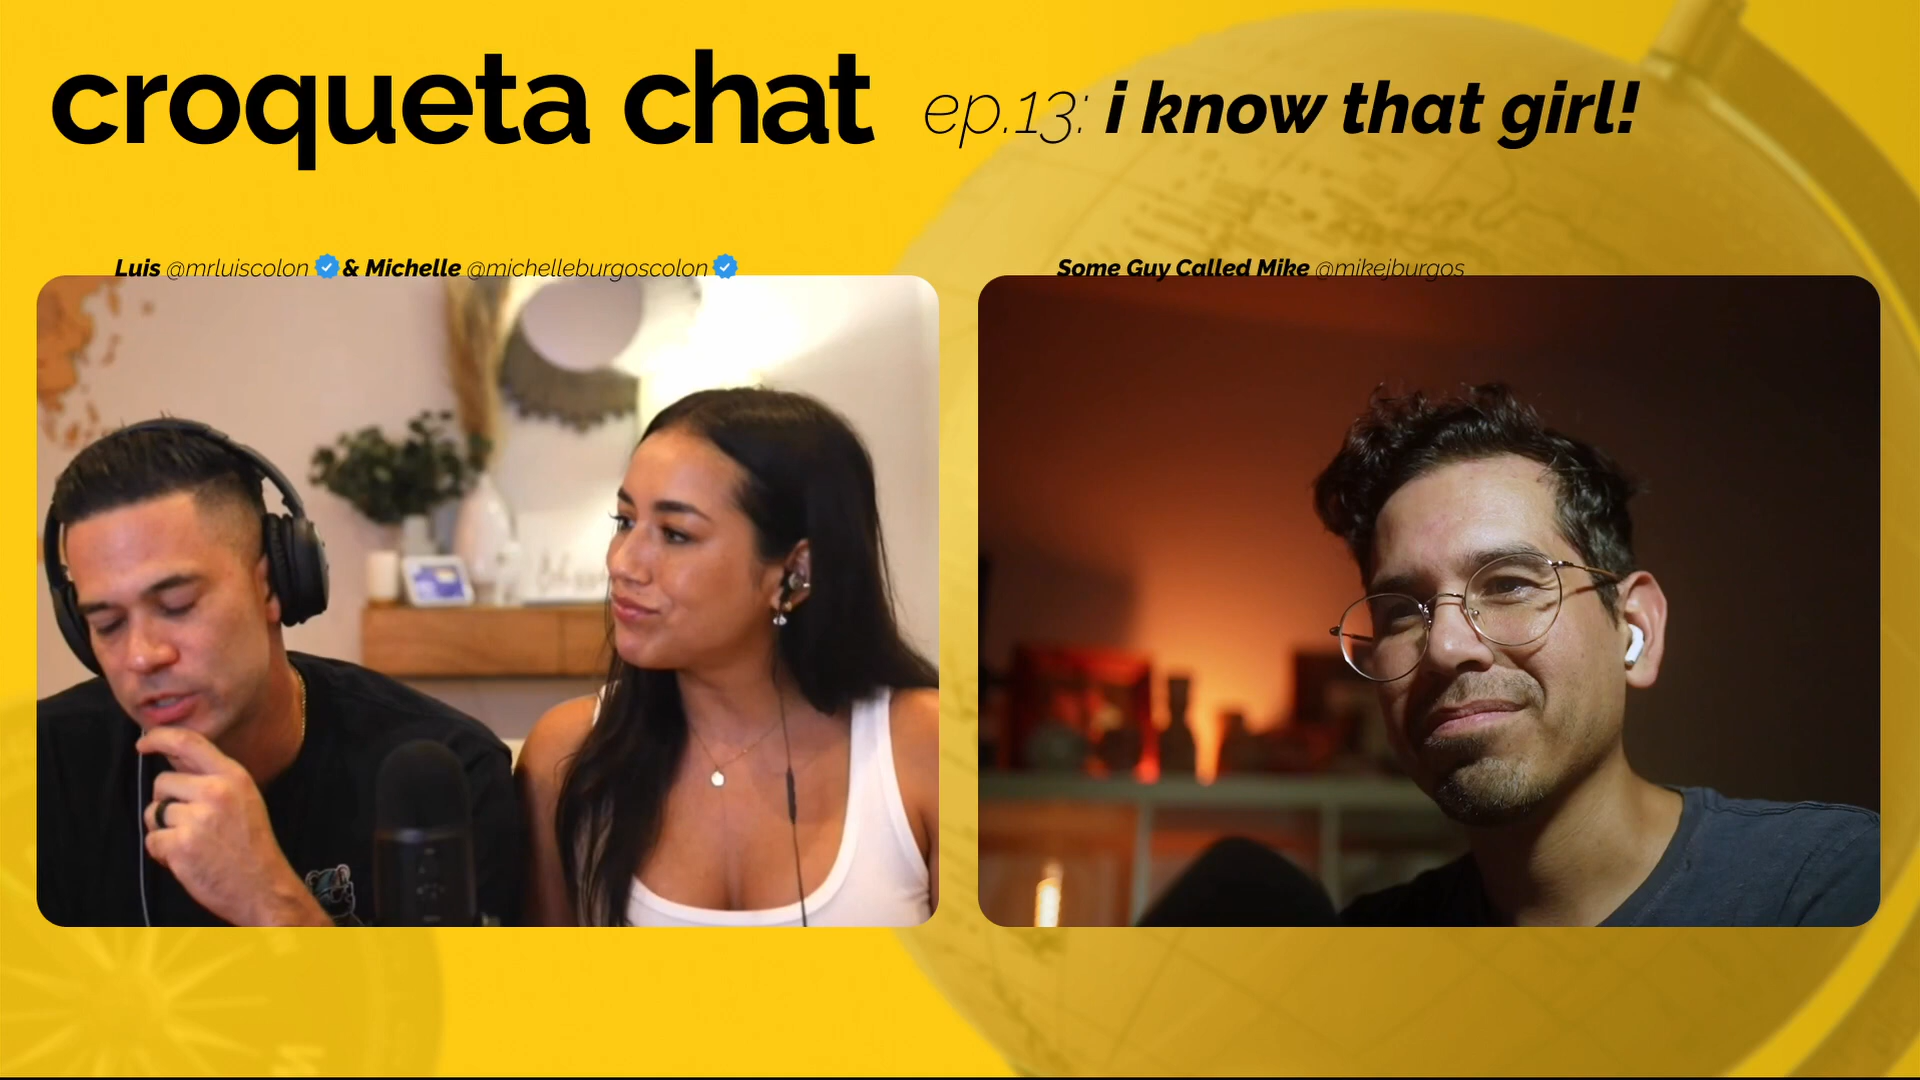 croqueta chat ep.13: i know that girl!
Luis @mrluiscolon & Michelle @michelleburgoscolon
Some Guy Called Mike @mikejburgos